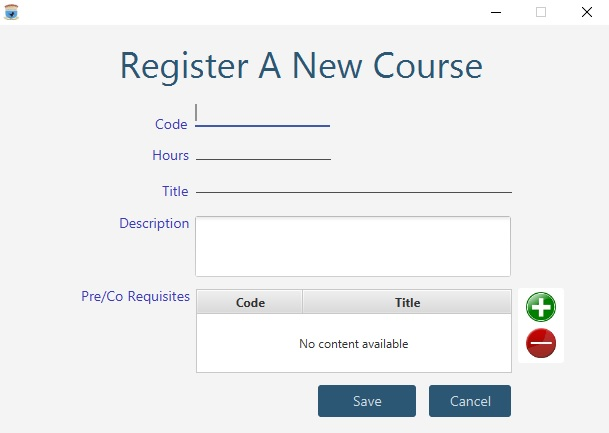 Register A New Course
Code
Hours
Title
Description
Pre/Co Requisites
Code Title
No content available
Save Cancel